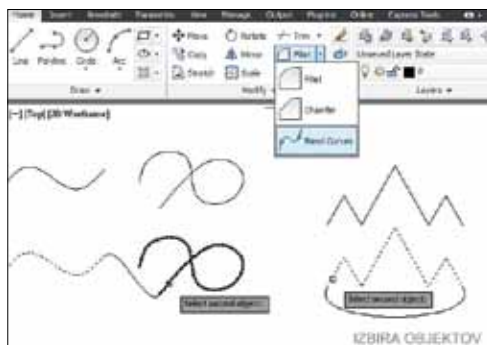 Home Insert Annotate Parametric View Manage Output Plug-ins Online Express Tools
Line Polyline Circle Arc
Move Rotate Trim
Copy Mirror Fillet
Stretch Scale
Unsaved Layer State
0
Draw Modify Layers
Fillet
Chamfer
Blend Curves
[–] [Top] [2D Wireframe]
Select second object:
Select second object:
IZBIRA OBJEKTOV